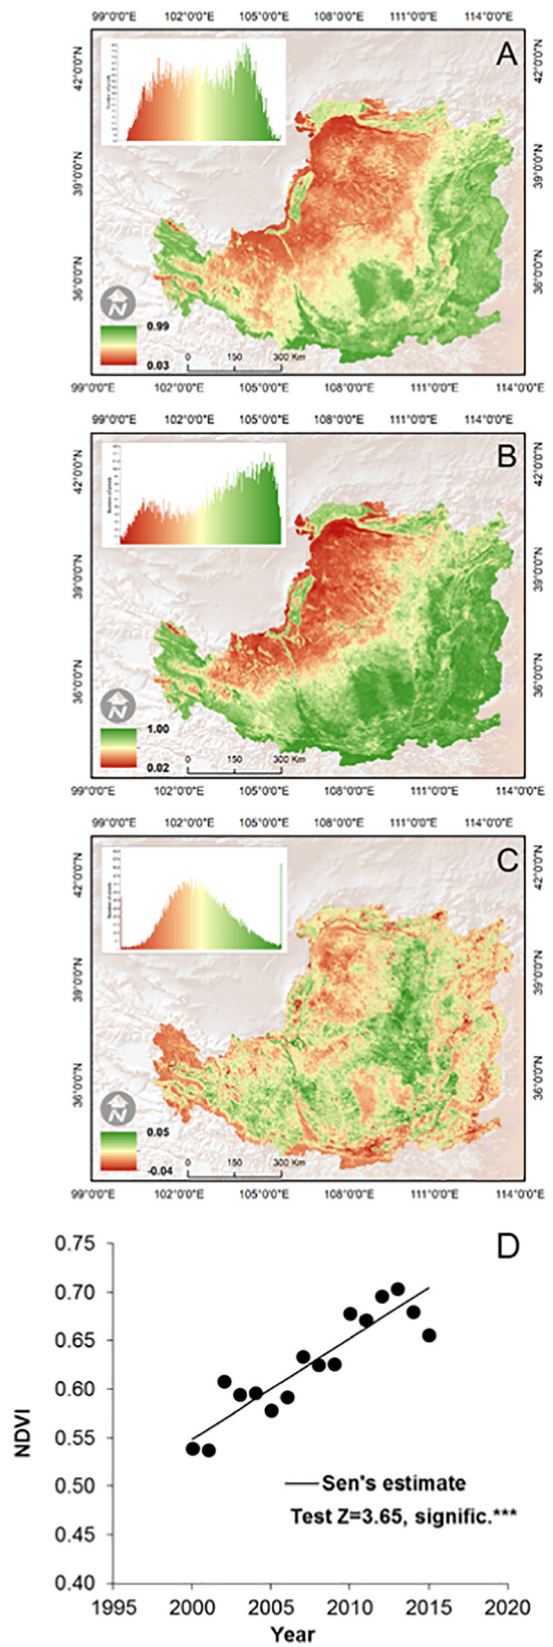 99°0'0"E 102°0'0"E 105°0'0"E 108°0'0"E 111°0'0"E 114°0'0"E
A
42°0'0"N 42°0'0"N
Number of pixels
39°0'0"N 39°0'0"N
36°0'0"N 36°0'0"N
N
0.99
0.03
0 150 300 Km
99°0'0"E 102°0'0"E 105°0'0"E 108°0'0"E 111°0'0"E 114°0'0"E
99°0'0"E 102°0'0"E 105°0'0"E 108°0'0"E 111°0'0"E 114°0'0"E
B
42°0'0"N 42°0'0"N
Number of pixels
39°0'0"N 39°0'0"N
36°0'0"N 36°0'0"N
N
1.00
0.02
0 150 300 Km
99°0'0"E 102°0'0"E 105°0'0"E 108°0'0"E 111°0'0"E 114°0'0"E
99°0'0"E 102°0'0"E 105°0'0"E 108°0'0"E 111°0'0"E 114°0'0"E
C
42°0'0"N 42°0'0"N
Number of pixels
39°0'0"N 39°0'0"N
36°0'0"N 36°0'0"N
N
0.05
-0.04
0 150 300 Km
99°0'0"E 102°0'0"E 105°0'0"E 108°0'0"E 111°0'0"E 114°0'0"E
D
0.75
0.70
0.65
0.60
0.55
0.50
0.45
0.40
NDVI
Sen's estimate
Test Z=3.65, signific.***
1995 2000 2005 2010 2015 2020
Year